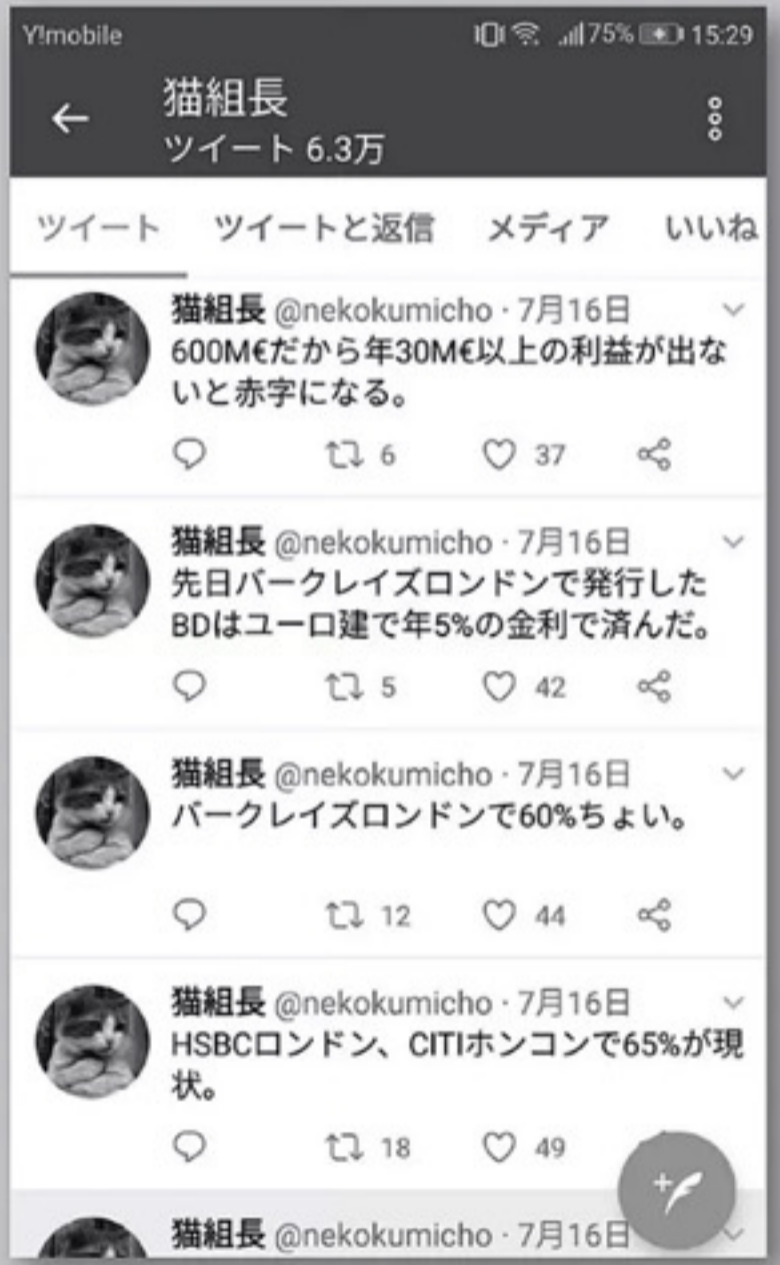 Y!mobile 75% 15:29
猫組長
ツイート 6.3万
ツイート ツイートと返信 メディア いいね
猫組長 @nekokumicho · 7月16日
600M€だから年30M€以上の利益が出な
いと赤字になる。
6 37
猫組長 @nekokumicho · 7月16日
先日バークレイズロンドンで発行した
BDはユーロ建で年5%の金利で済んだ。
5 42
猫組長 @nekokumicho · 7月16日
バークレイズロンドンで60%ちょい。
12 44
猫組長 @nekokumicho · 7月16日
HSBCロンドン、CITIホンコンで65%が現
状。
18 49
猫組長 @nekokumicho · 7月16日